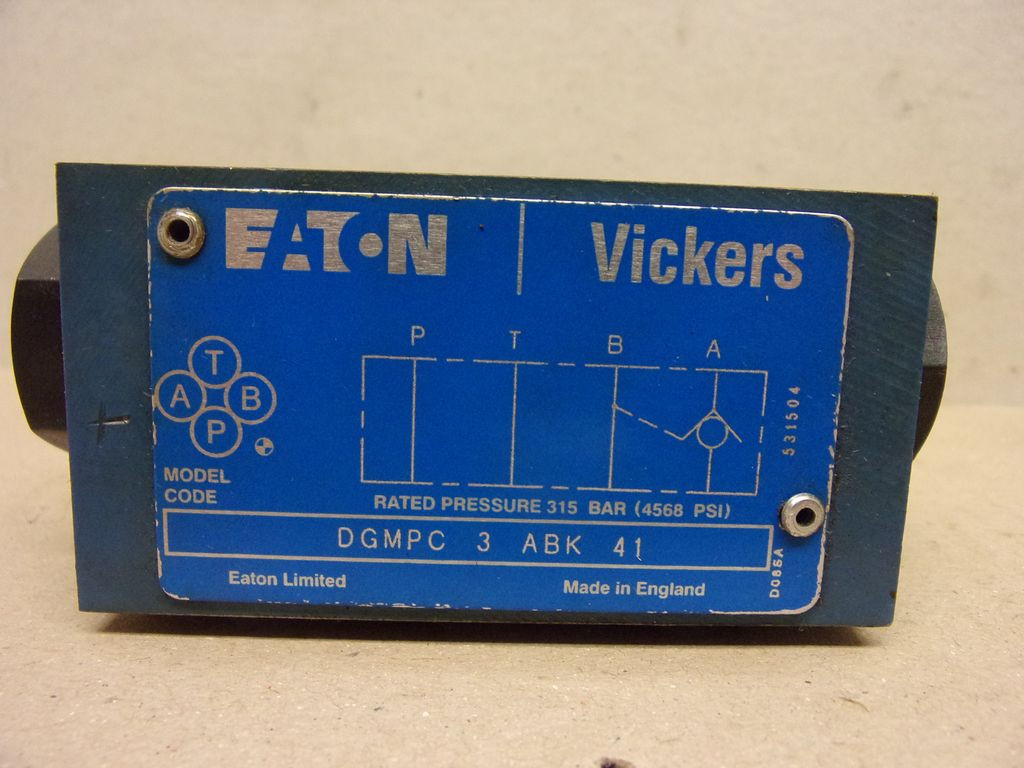 EATON
Vickers
P T B A
T
A B
P
531504
MODEL
CODE
RATED PRESSURE 315 BAR (4568 PSI)
DGMPC 3 ABK 41
D085A
Eaton Limited
Made in England